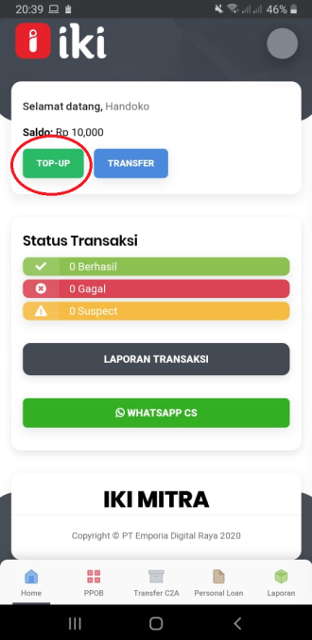 20:39 46%
iki
Selamat datang, Handoko
Saldo: Rp 10,000
TOP-UP TRANSFER
Status Transaksi
0 Berhasil
0 Gagal
0 Suspect
LAPORAN TRANSAKSI
WHATSAPP CS
IKI MITRA
Copyright © PT Emporia Digital Raya 2020
Home PPOB Transfer C2A Personal Loan Laporan